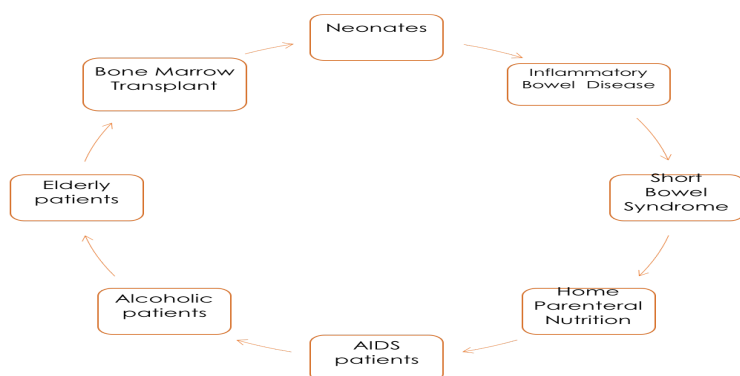 Neonates
Inflammatory
Bowel Disease
Short
Bowel
Syndrome
Home
Parenteral
Nutrition
AIDS
patients
Alcoholic
patients
Elderly
patients
Bone Marrow
Transplant